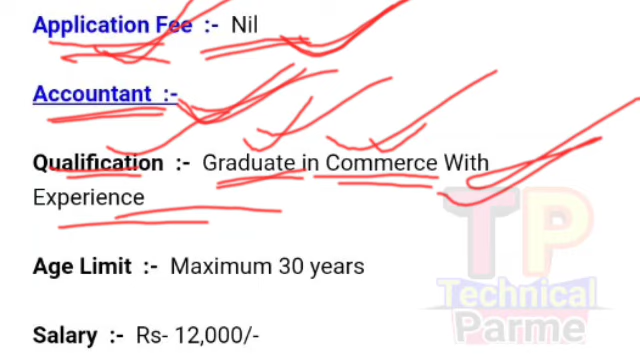 Application Fee :- Nil
Accountant :-
Qualification :- Graduate in Commerce With
Experience
Age Limit :- Maximum 30 years
Salary :- Rs- 12,000/-
TP
Technical
Parme